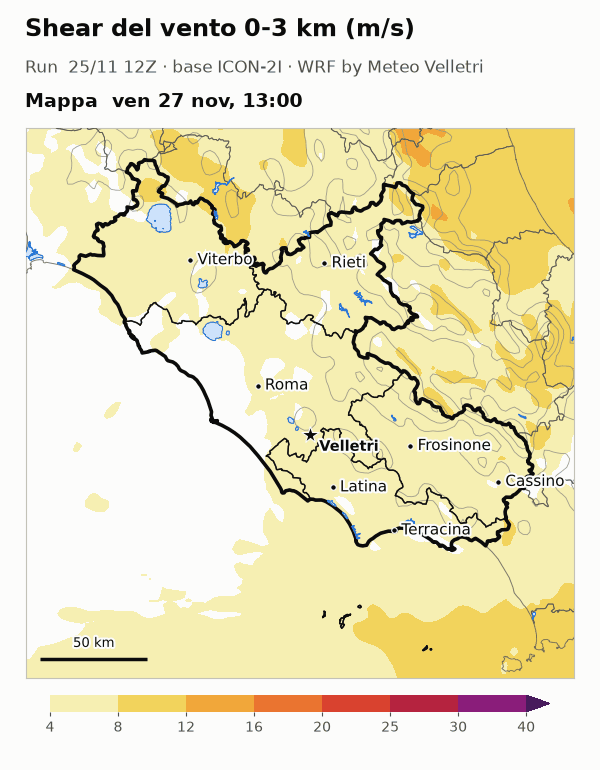 Shear del vento 0-3 km (m/s)
Run  25/11 12Z · base ICON-2I · WRF by Meteo Velletri
Mappa  ven 27 nov, 13:00
Viterbo
Rieti
Roma
Velletri
Frosinone
Latina
Cassino
Terracina
50 km
4 8 12 16 20 25 30 40